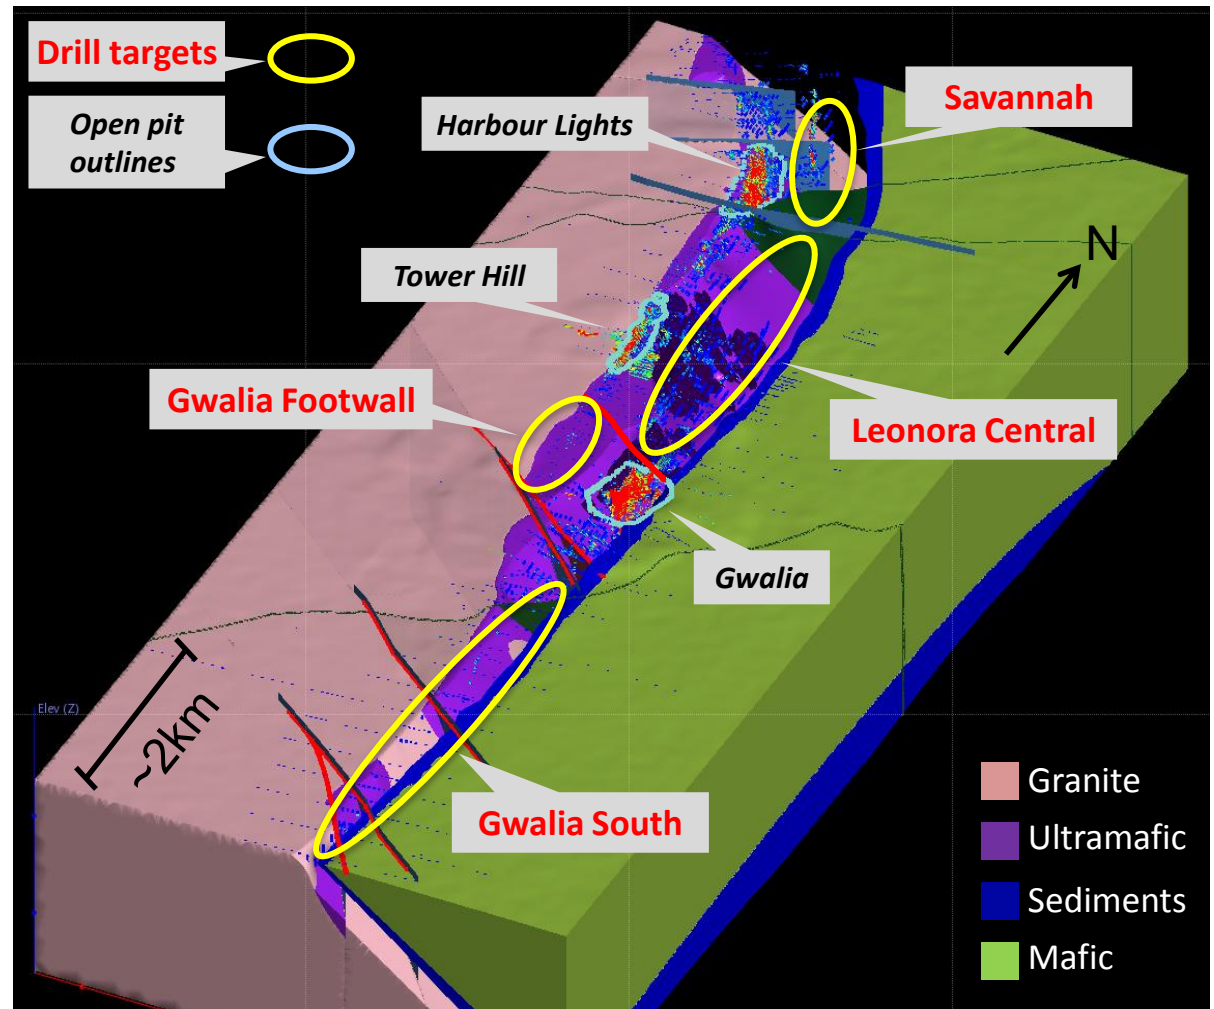 Drill targets
Open pit
outlines
Harbour Lights
Savannah
N
Tower Hill
Gwalia Footwall
Leonora Central
Gwalia
Elev (Z)
~2km
Gwalia South
Granite
Ultramafic
Sediments
Mafic